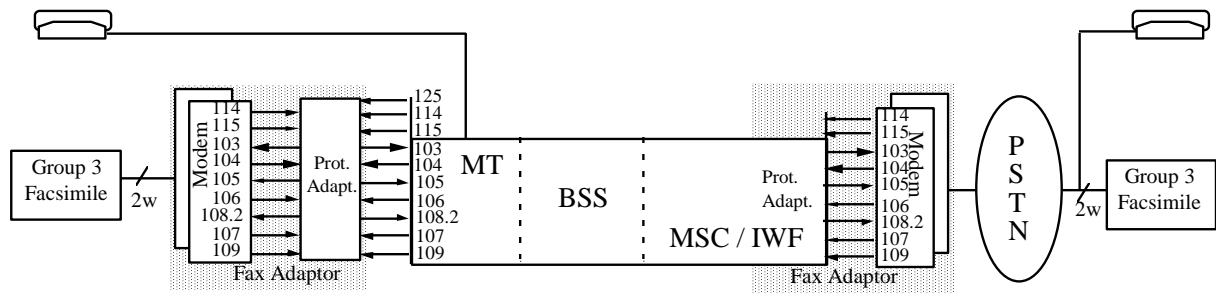 Group 3
Facsimile
2w
Modem
114
115
103
104
105
106
108.2
107
109
Fax Adaptor
Prot.
Adapt.
125
114
115
103
104
105
106
108.2
107
109
MT
BSS
MSC / IWF
Prot.
Adapt.
Fax Adaptor
114
115
103
104
105
106
108.2
107
109
Modem
P
S
T
N
2w
Group 3
Facsimile